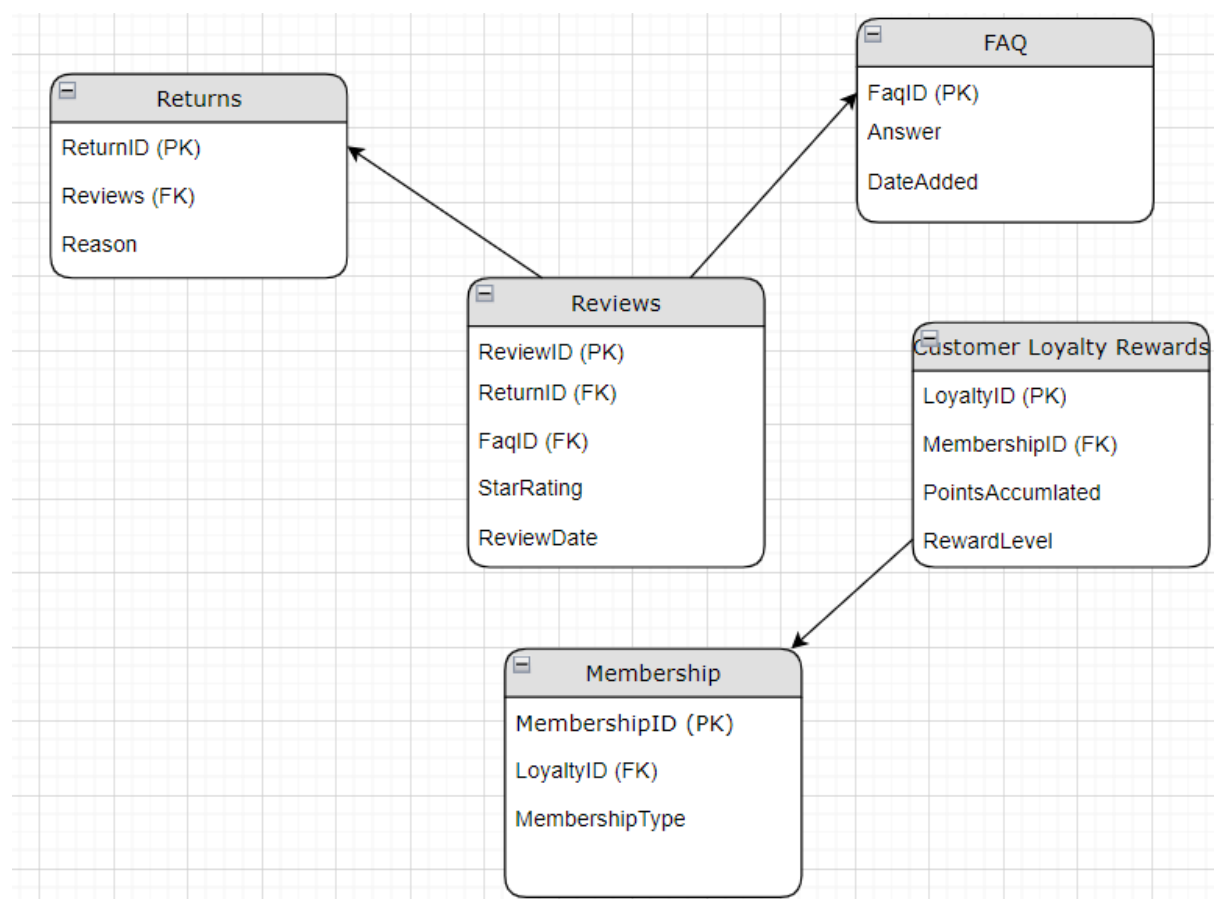 Returns
ReturnID (PK)
Reviews (FK)
Reason
FAQ
FaqID (PK)
Answer
DateAdded
Reviews
ReviewID (PK)
ReturnID (FK)
FaqID (FK)
StarRating
ReviewDate
Customer Loyalty Rewards
LoyaltyID (PK)
MembershipID (FK)
PointsAccumlated
RewardLevel
Membership
MembershipID (PK)
LoyaltyID (FK)
MembershipType